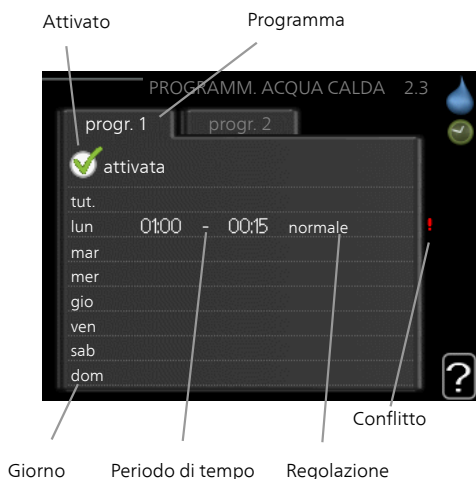 Attivato Programma
PROGRAMM. ACQUA CALDA 2.3
progr. 1 progr. 2
attivata
tut.
lun 01:00 - 00:15 normale !
mar
mer
gio
ven
sab
dom ?
Conflitto
Giorno Periodo di tempo Regolazione